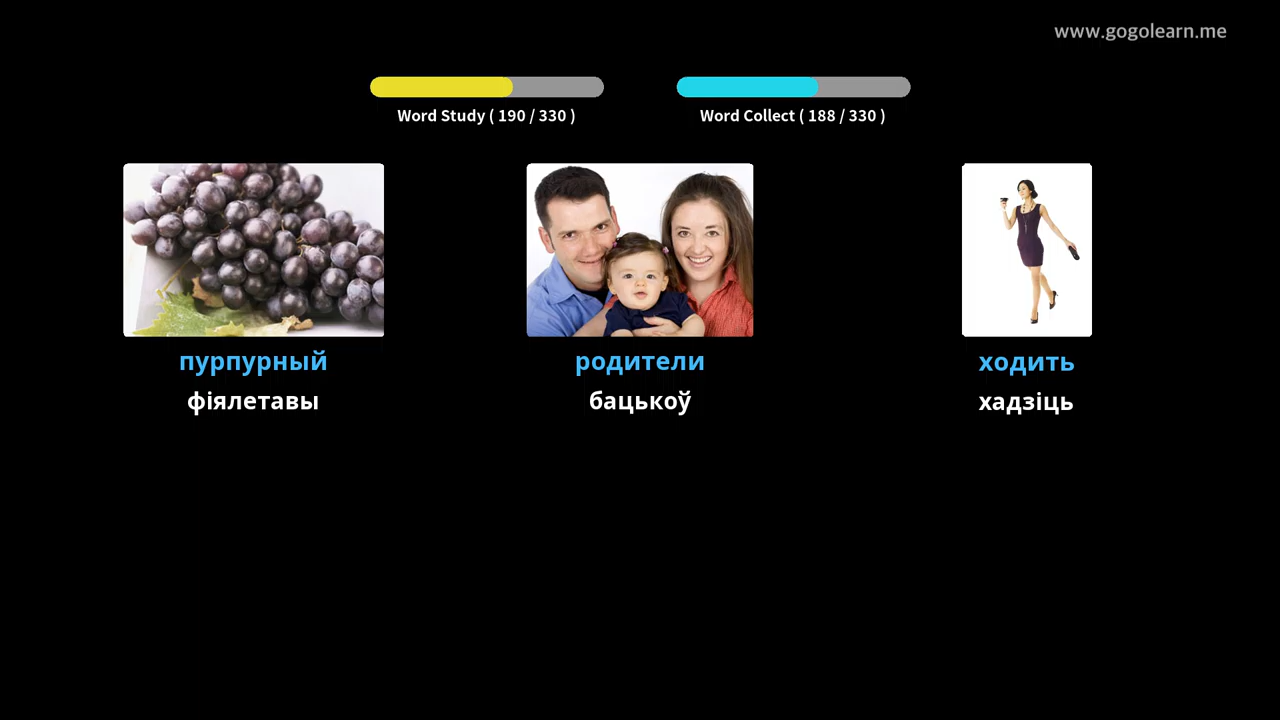 www.gogolearn.me
Word Study ( 190 / 330 )
Word Collect ( 188 / 330 )
пурпурный
родители
ходить
фіялетавы
бацькоў
хадзіць